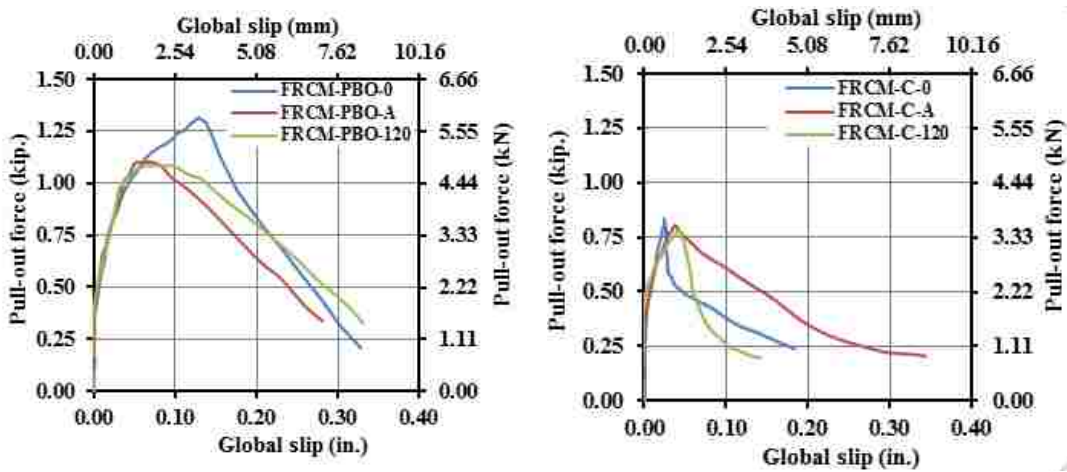 Global slip (mm)
0.00 2.54 5.08 7.62 10.16
1.50 6.66
1.25 5.55
1.00 4.44
0.75 3.33
0.50 2.22
0.25 1.11
0.00 0.00
FRCM-PBO-0
FRCM-PBO-A
FRCM-PBO-120
Pull-out force (kip.)
Pull-out force (kN)
0.00 0.10 0.20 0.30 0.40
Global slip (in.)
Global slip (mm)
0.00 2.54 5.08 7.62 10.16
1.50 6.66
1.25 5.55
1.00 4.44
0.75 3.33
0.50 2.22
0.25 1.11
0.00 0.00
FRCM-C-0
FRCM-C-A
FRCM-C-120
Pull-out force (kip.)
Pull-out force (kN)
0.00 0.10 0.20 0.30 0.40
Global slip (in.)